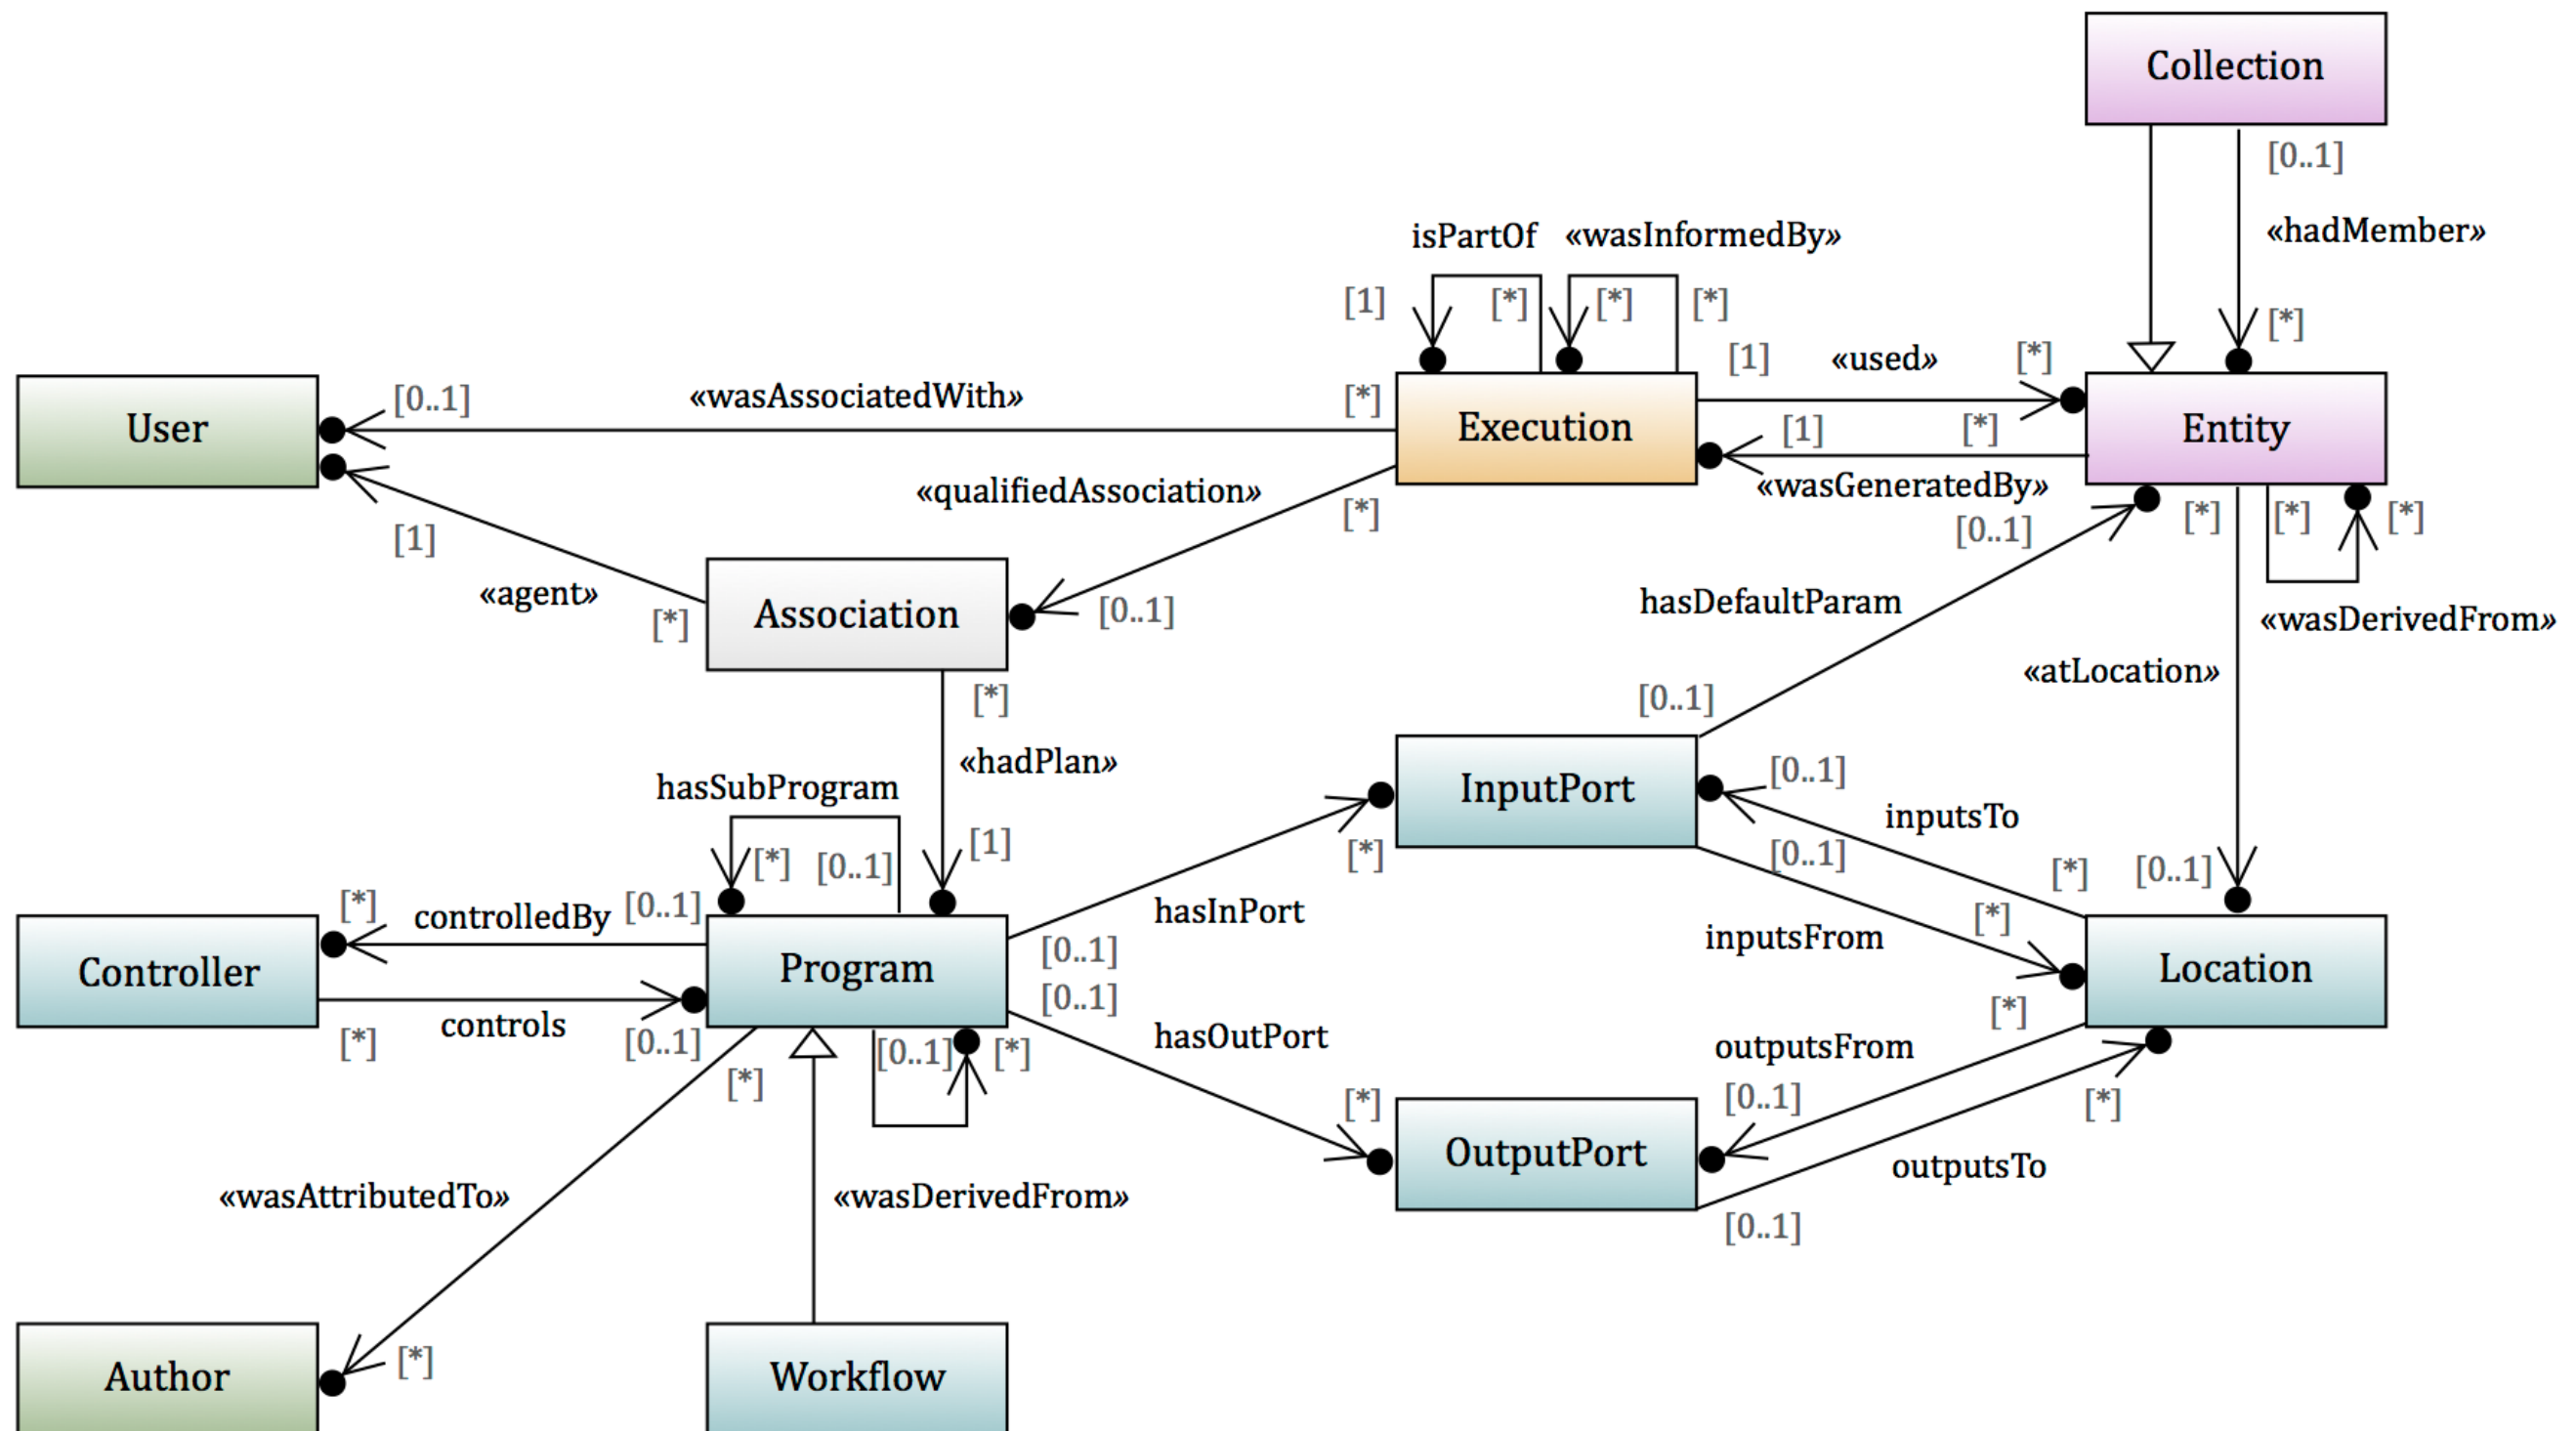 Collection
[0..1]
isPartOf «wasInformedBy» «hadMember»
[1] [*] [*] [*] [*]
[1] «used» [*]
User [0..1] «wasAssociatedWith» [*] Execution Entity
[1] [*]
«qualifiedAssociation» «wasGeneratedBy»
[1] [*] [0..1] [*] [*] [*]
«agent» [*] Association [0..1] hasDefaultParam «wasDerivedFrom»
«atLocation»
[*] [0..1]
«hadPlan»
hasSubProgram InputPort [0..1]
inputsTo
[*] [0..1] [1] [*] [0..1] [*] [0..1]
[*] controlledBy [0..1] hasInPort [*]
inputsFrom
Controller Program [0..1] Location
[0..1] [*]
[*] controls [0..1] [0..1] [*] hasOutPort outputsFrom
[*] [*] [0..1] [*]
OutputPort outputsTo
«wasAttributedTo» «wasDerivedFrom» [0..1]
[*]
Author Workflow